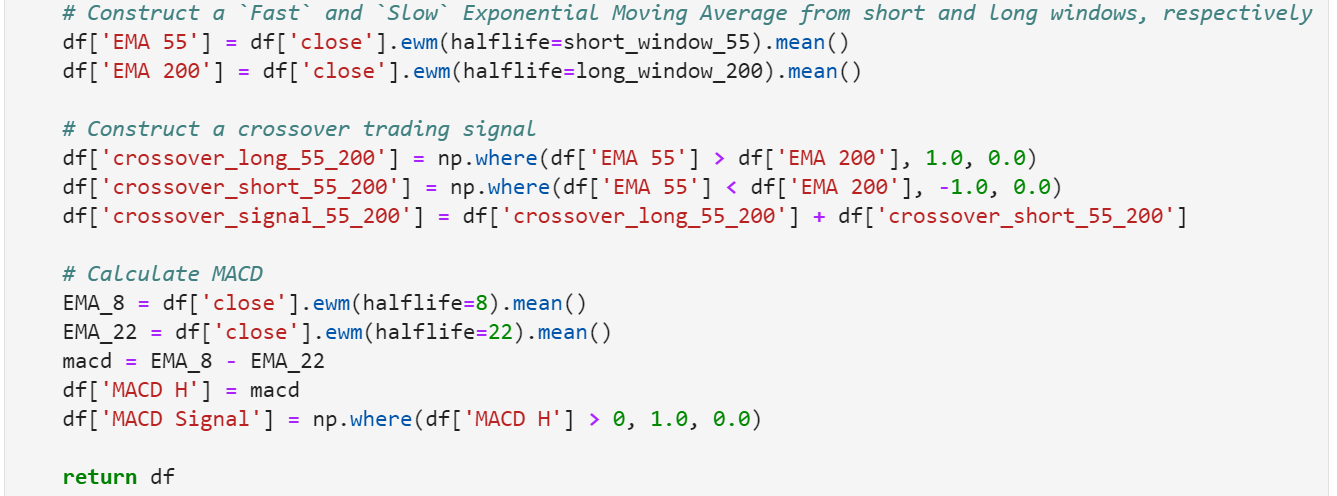 # Construct a `Fast` and `Slow` Exponential Moving Average from short and long windows, respectively
df['EMA 55'] = df['close'].ewm(halflife=short_window_55).mean()
df['EMA 200'] = df['close'].ewm(halflife=long_window_200).mean()
# Construct a crossover trading signal
df['crossover_long_55_200'] = np.where(df['EMA 55'] > df['EMA 200'], 1.0, 0.0)
df['crossover_short_55_200'] = np.where(df['EMA 55'] < df['EMA 200'], -1.0, 0.0)
df['crossover_signal_55_200'] = df['crossover_long_55_200'] + df['crossover_short_55_200']
# Calculate MACD
EMA_8 = df['close'].ewm(halflife=8).mean()
EMA_22 = df['close'].ewm(halflife=22).mean()
macd = EMA_8 - EMA_22
df['MACD H'] = macd
df['MACD Signal'] = np.where(df['MACD H'] > 0, 1.0, 0.0)
return df